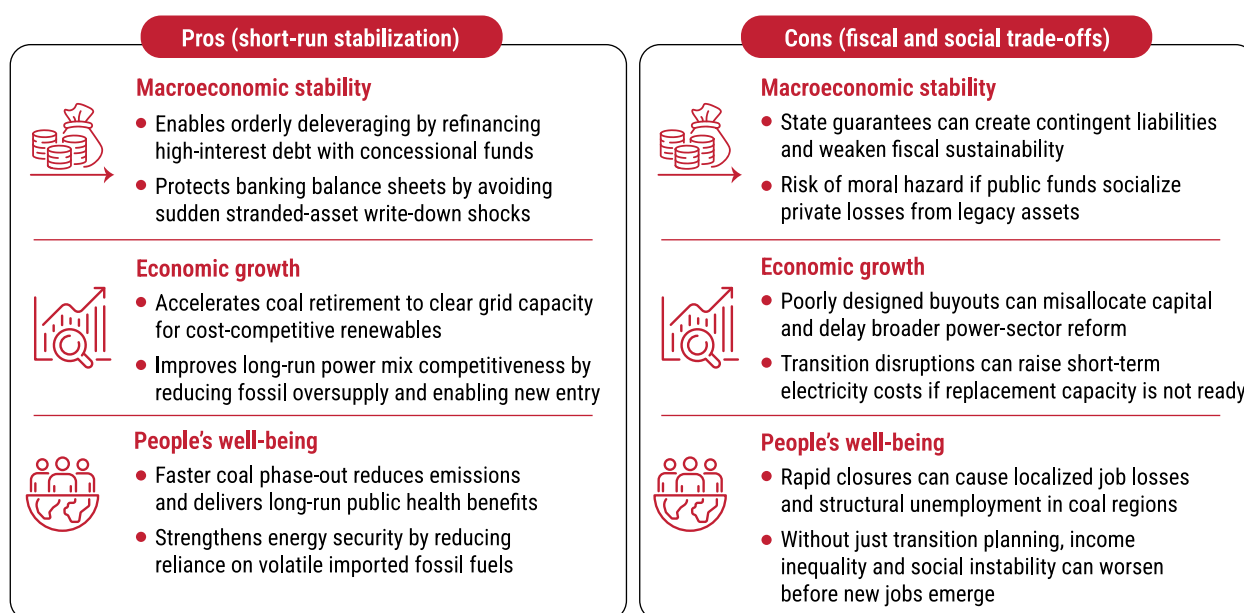 Pros (short-run stabilization)
Macroeconomic stability
• Enables orderly deleveraging by refinancing
high-interest debt with concessional funds
• Protects banking balance sheets by avoiding
sudden stranded-asset write-down shocks
Economic growth
• Accelerates coal retirement to clear grid capacity
for cost-competitive renewables
• Improves long-run power mix competitiveness by
reducing fossil oversupply and enabling new entry
People’s well-being
• Faster coal phase-out reduces emissions
and delivers long-run public health benefits
• Strengthens energy security by reducing
reliance on volatile imported fossil fuels
Cons (fiscal and social trade-offs)
Macroeconomic stability
• State guarantees can create contingent liabilities
and weaken fiscal sustainability
• Risk of moral hazard if public funds socialize
private losses from legacy assets
Economic growth
• Poorly designed buyouts can misallocate capital
and delay broader power-sector reform
• Transition disruptions can raise short-term
electricity costs if replacement capacity is not ready
People’s well-being
• Rapid closures can cause localized job losses
and structural unemployment in coal regions
• Without just transition planning, income
inequality and social instability can worsen
before new jobs emerge